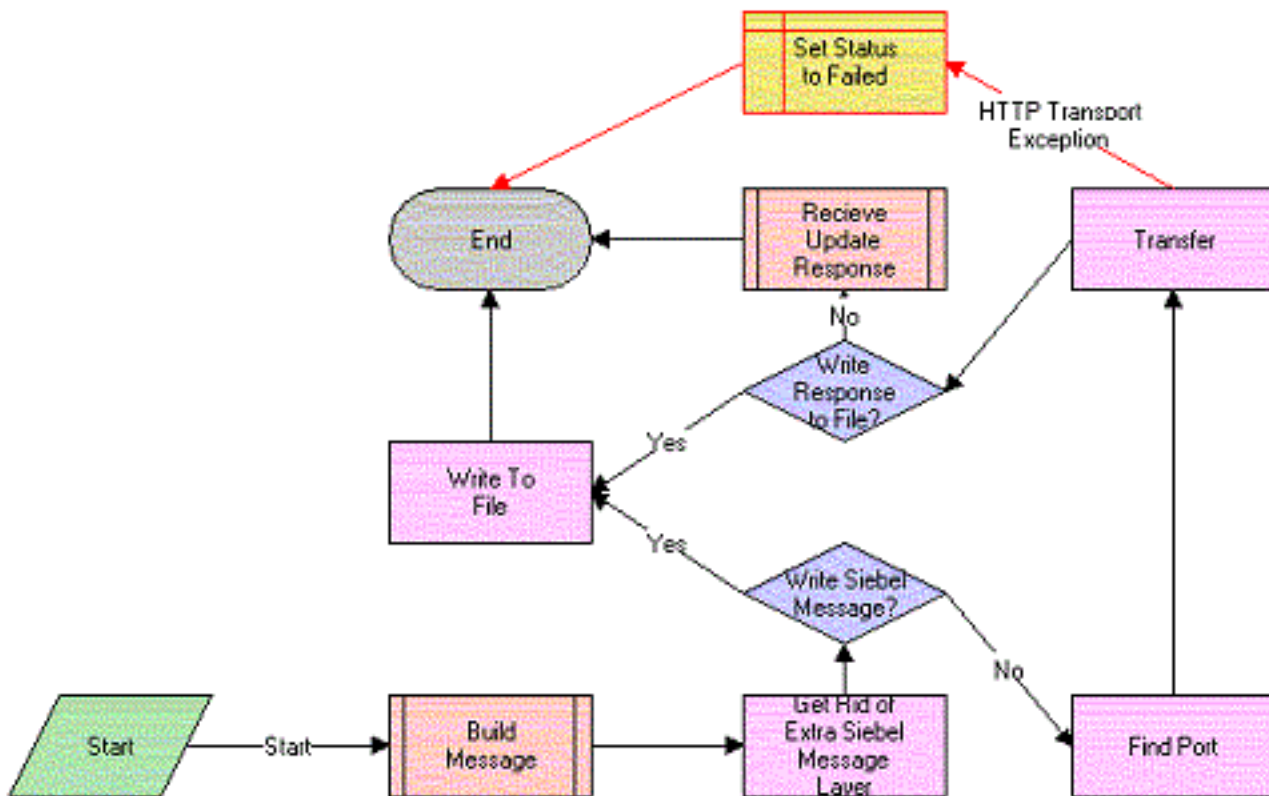 Set Status
to Failed
HTTP Transport
Exception
End
Recieve
Update
Response
Transfer
No
Write
Response
to File?
Yes
Write To
File
Yes
Write Siebel
Message?
No
Start
Start
Build
Message
Get Rid of
Extra Siebel
Message
Layer
Find Port